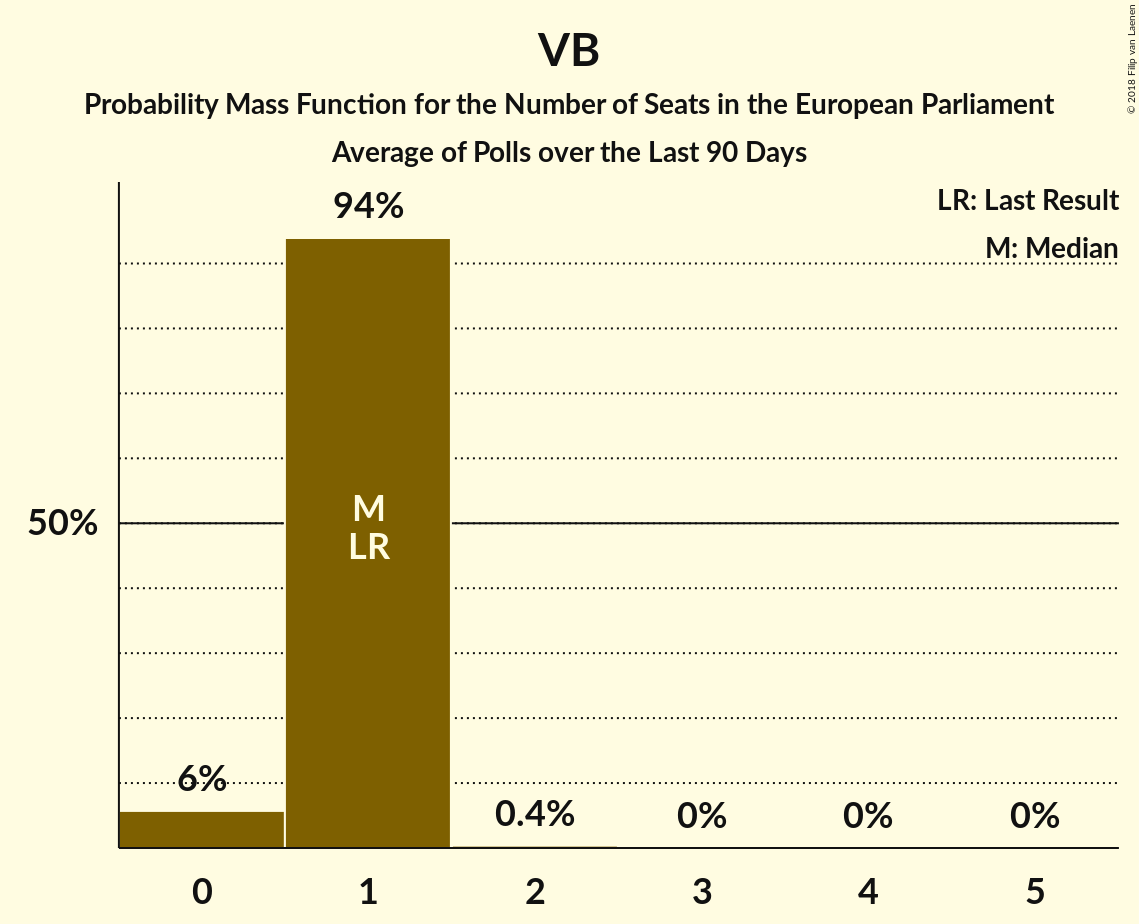 VB
Probability Mass Function for the Number of Seats in the European Parliament
Average of Polls over the Last 90 Days
© 2018 Filip van Laenen
LR: Last Result
M: Median
94%
50%
M
LR
6%
0.4%
0%
0%
0%
0
1
2
3
4
5